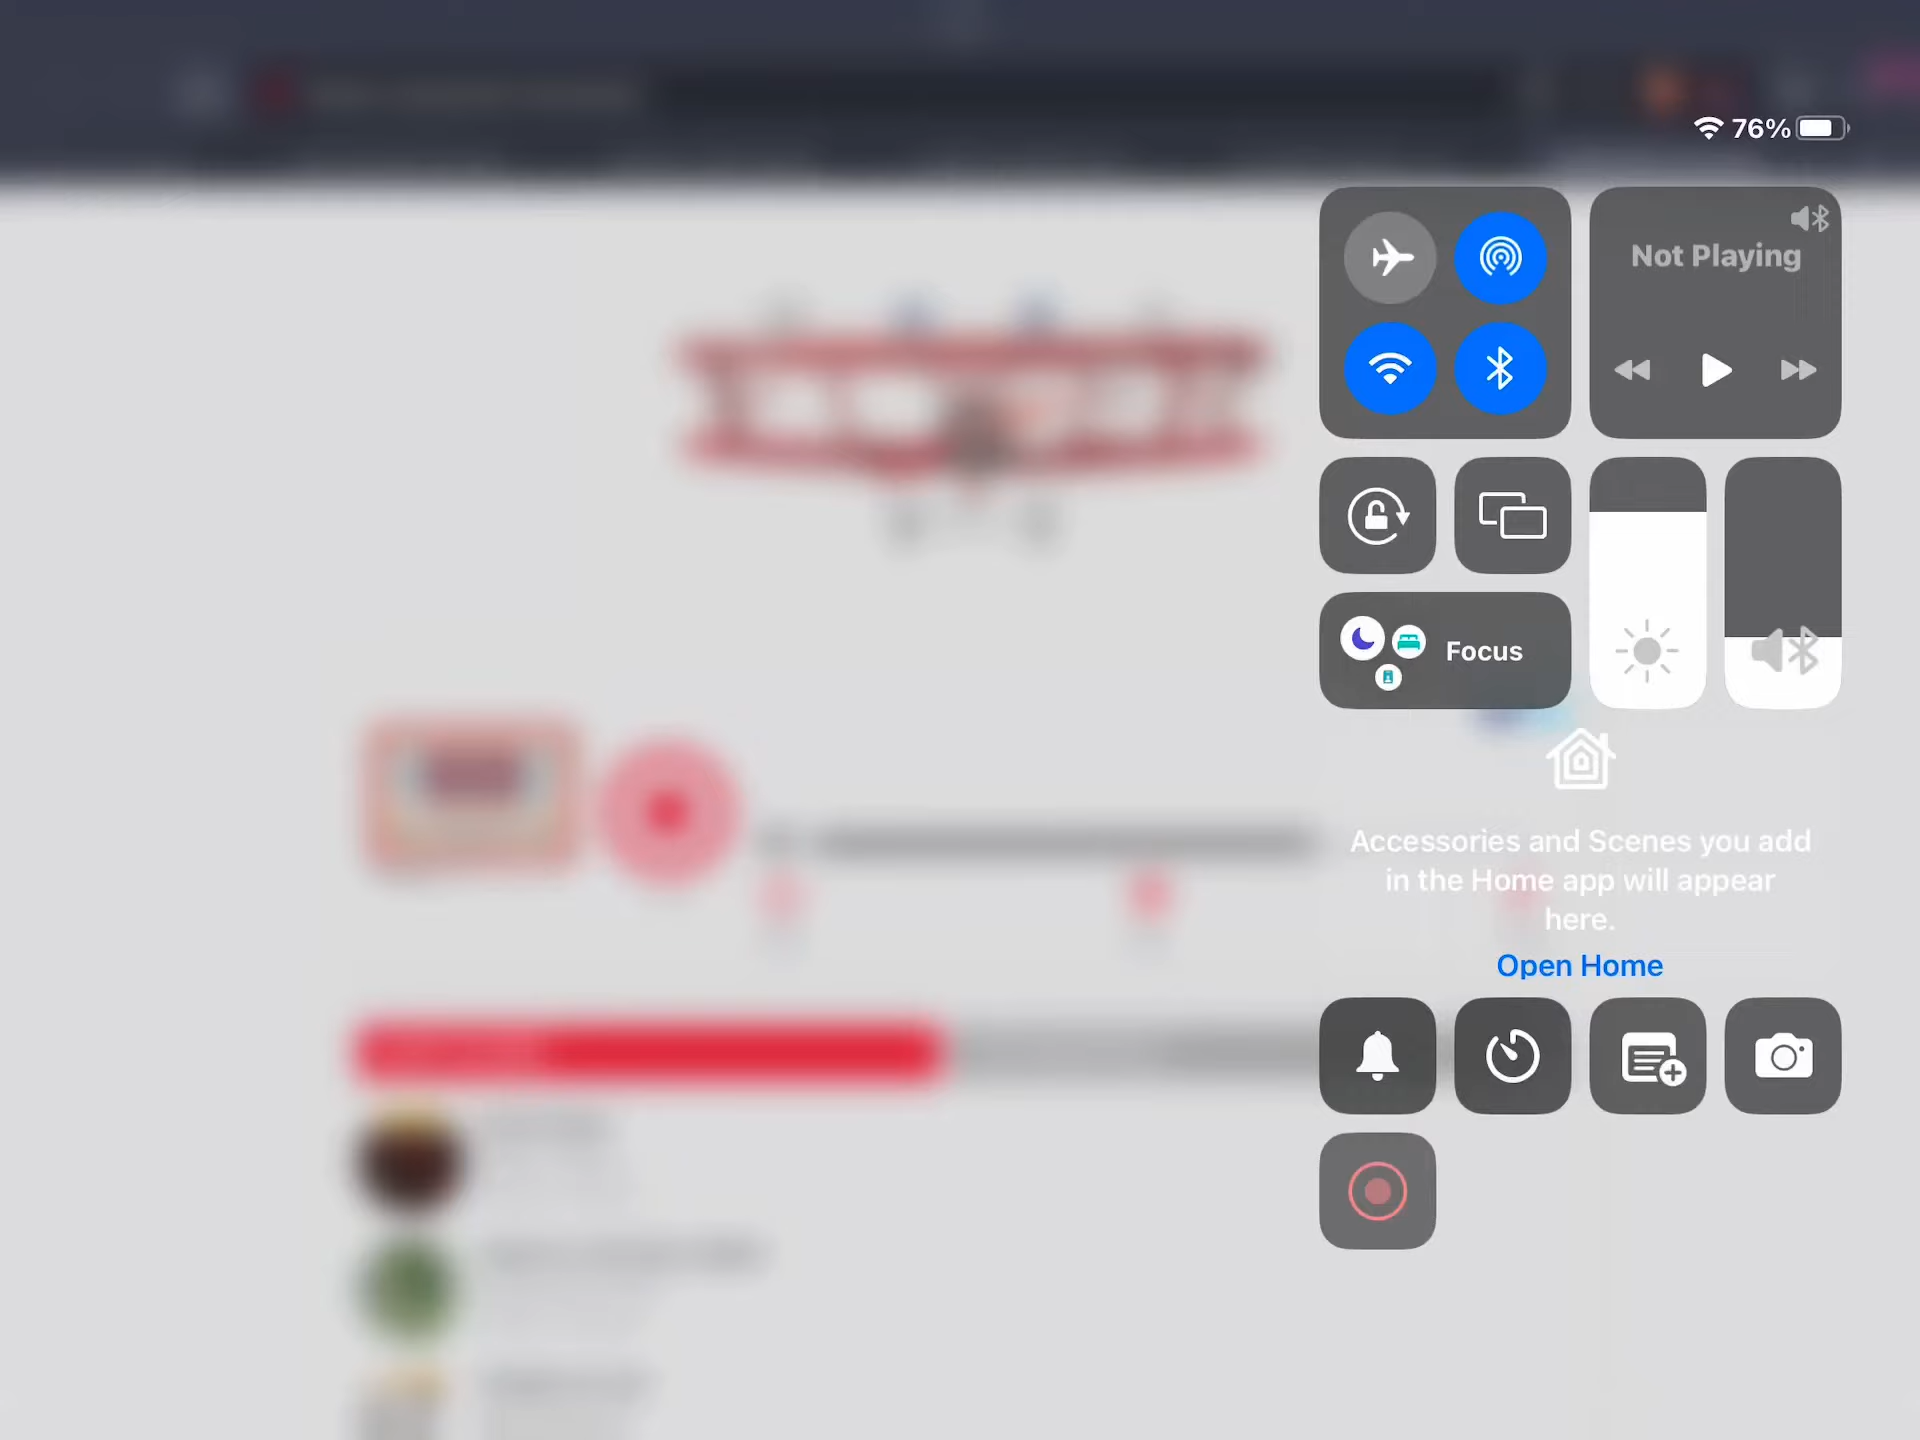 76%
Not Playing
Focus
Accessories and Scenes you add
in the Home app will appear
here.
Open Home